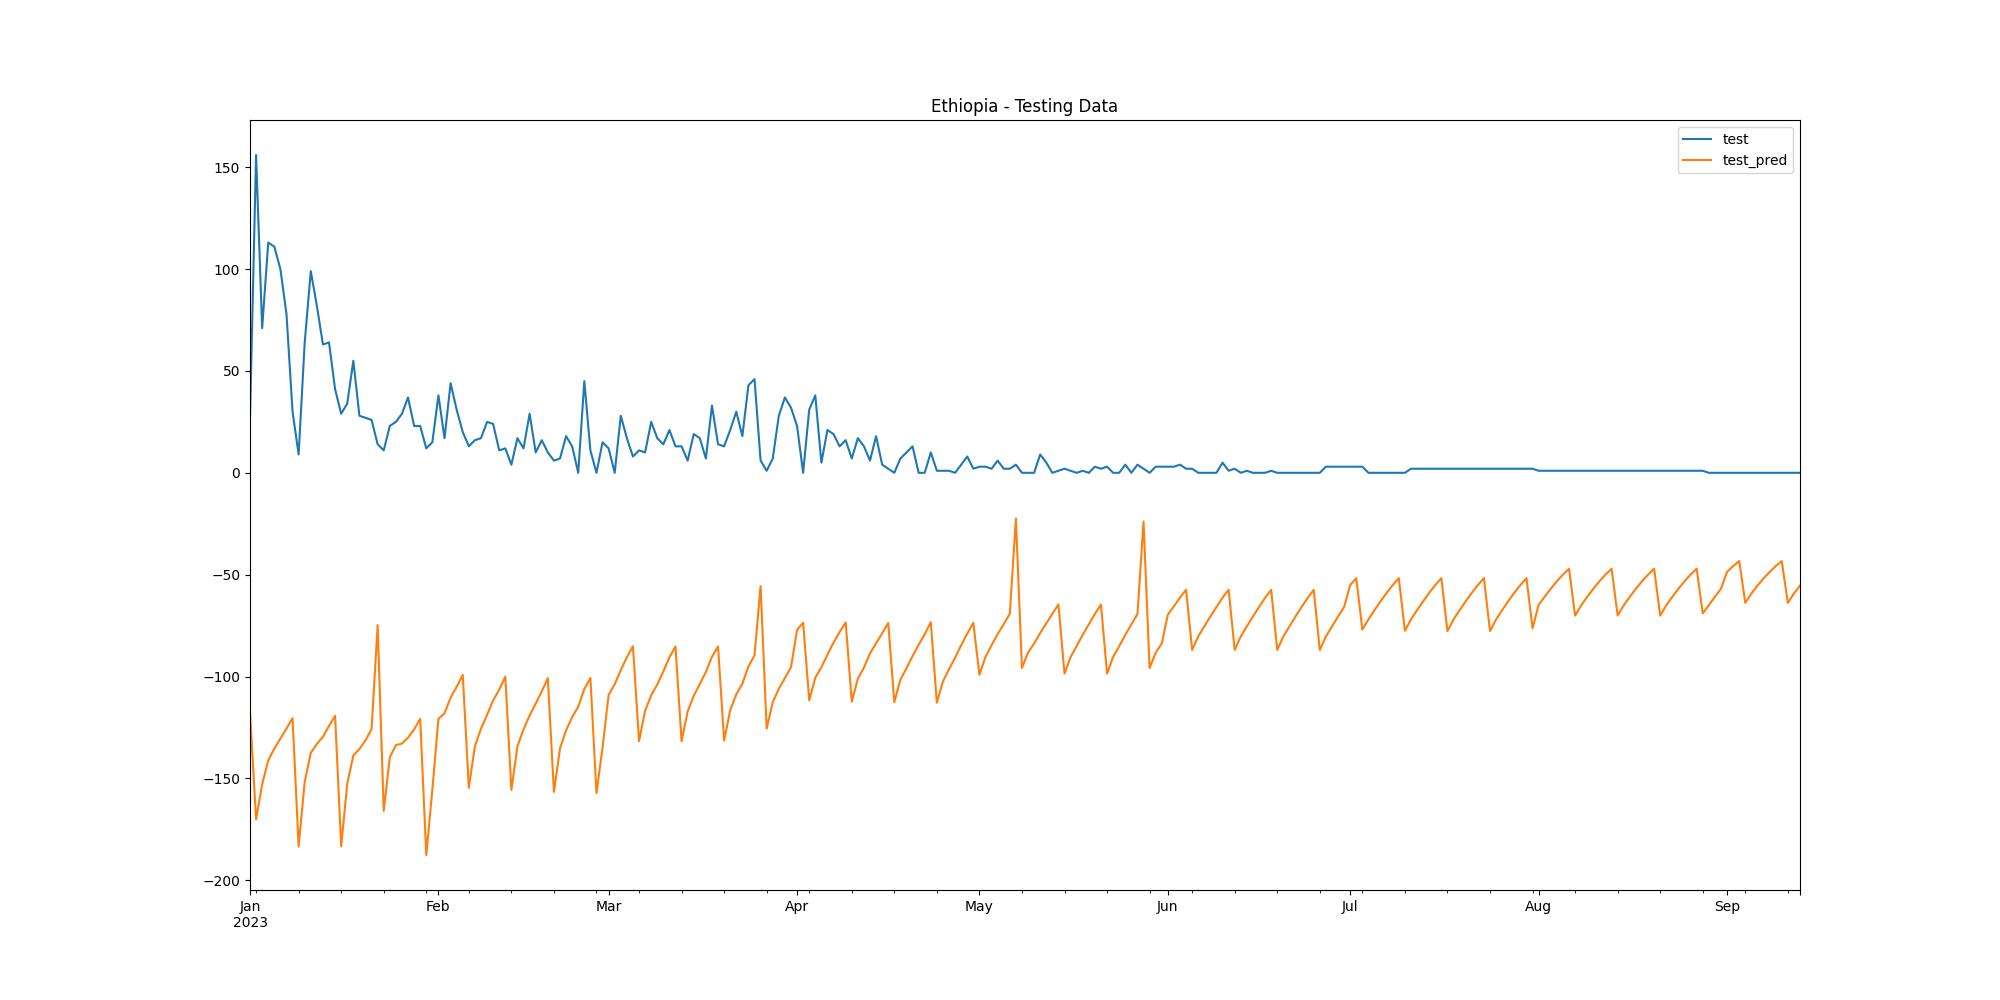 Ethiopia - Testing Data
test
test_pred
150
100
50
0
−50
−100
−150
−200
Jan Feb Mar Apr May Jun Jul Aug Sep
2023